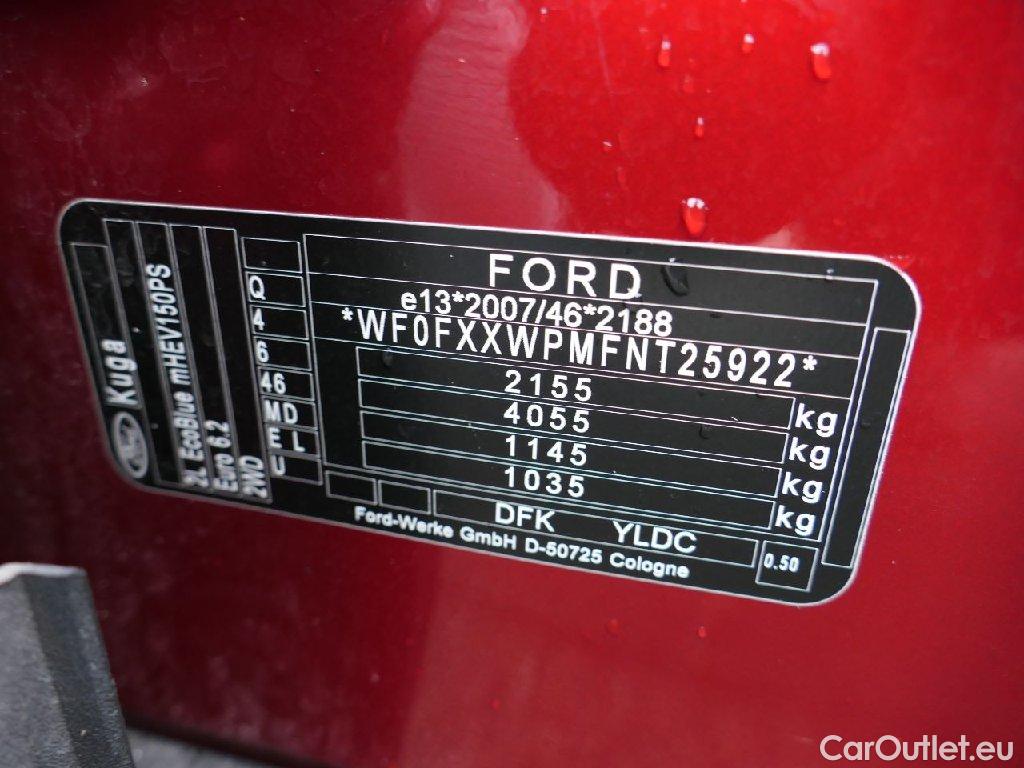 FORD
e13*2007/46*2188
*WF0FXXWPMFNT25922*
2155 kg
4055 kg
1145 kg
1035 kg
DFK YLDC
0.50
Ford-Werke GmbH D-50725 Cologne
Q
4
6
46
MD
E L
U
Ford Kuga
2L EcoBlue mHEV150PS
Euro 6.2
2WD
CarOutlet.eu